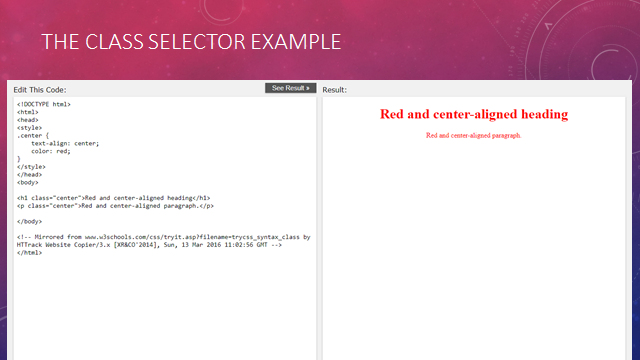 THE CLASS SELECTOR EXAMPLE
Edit This Code:
See Result »
<!DOCTYPE html>
<html>
<head>
<style>
.center {
    text-align: center;
    color: red;
}
</style>
</head>
<body>
<h1 class="center">Red and center-aligned heading</h1>
<p class="center">Red and center-aligned paragraph.</p>
</body>
<!-- Mirrored from www.w3schools.com/css/tryit.asp?filename=trycss_syntax_class by
HTTrack Website Copier/3.x [XR&CO'2014], Sun, 13 Mar 2016 11:02:56 GMT -->
</html>
Result:
Red and center-aligned heading
Red and center-aligned paragraph.